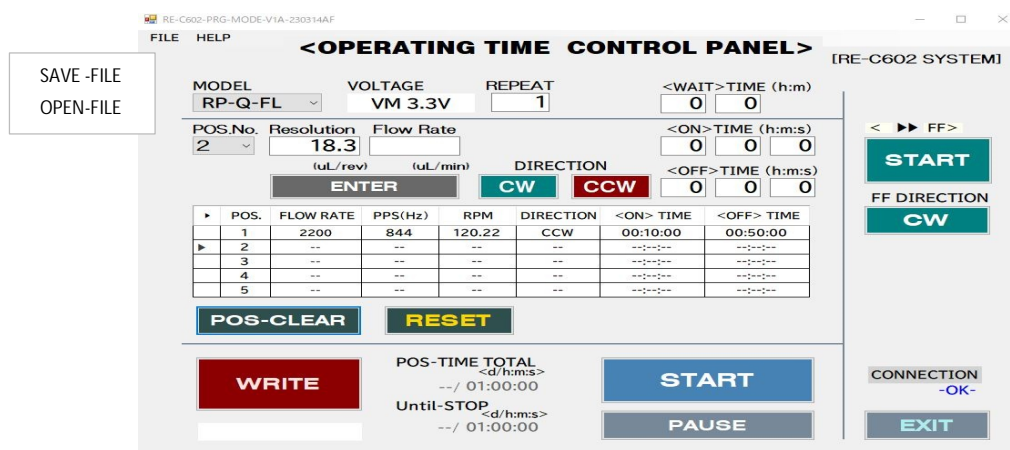 RE-C602-PRG-MODE-V1A-230314AF
FILE HELP
<OPERATING TIME CONTROL PANEL>
[RE-C602 SYSTEM]
SAVE -FILE
OPEN-FILE
MODEL VOLTAGE REPEAT <WAIT>TIME (h:m)
RP-Q-FL VM 3.3V 1 0 0
POS.No. Resolution Flow Rate <ON>TIME (h:m:s)
2 18.3 0 0 0
(uL/rev) (uL/min) DIRECTION <OFF>TIME (h:m:s)
ENTER CW CCW 0 0 0
< ▶▶ FF>
START
FF DIRECTION
CW
POS. FLOW RATE PPS(Hz) RPM DIRECTION <ON> TIME <OFF> TIME
1 2200 844 120.22 CCW 00:10:00 00:50:00
2 -- -- -- -- --:--:-- --:--:--
3 -- -- -- -- --:--:-- --:--:--
4 -- -- -- -- --:--:-- --:--:--
5 -- -- -- -- --:--:-- --:--:--
POS-CLEAR RESET
WRITE
POS-TIME TOTAL
<d/h:m:s>
--/ 01:00:00
Until-STOP
<d/h:m:s>
--/ 01:00:00
START
PAUSE
CONNECTION
-OK-
EXIT